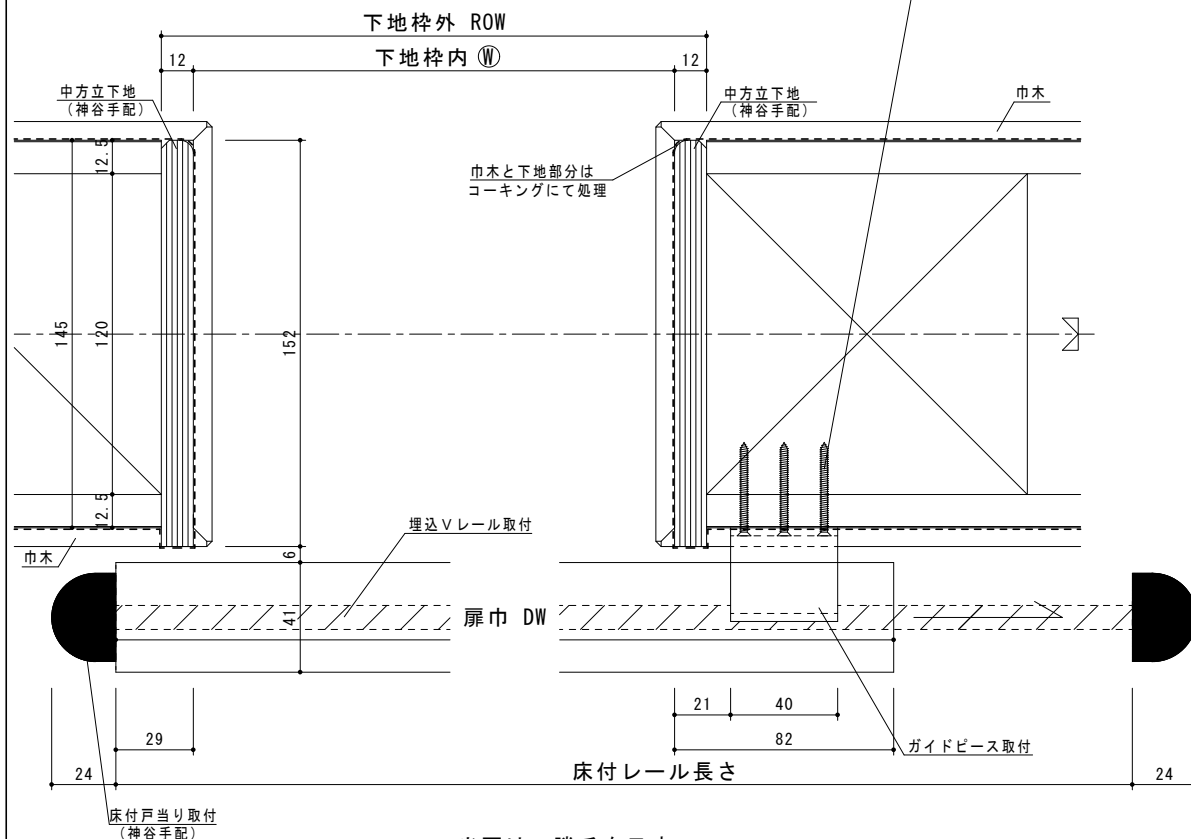 下地枠外 ROW
12
下地枠内 Ⓦ
12
中方立下地
(神谷手配)
中方立下地
(神谷手配)
巾木
巾木と下地部分は
コーキングにて処理
12.5
145
120
152
12.5
巾木
埋込Vレール取付
6
41
扉巾 DW
21
40
29
82
ガイドピース取付
24
床付レール長さ
24
床付戸当り取付
(神谷手配)